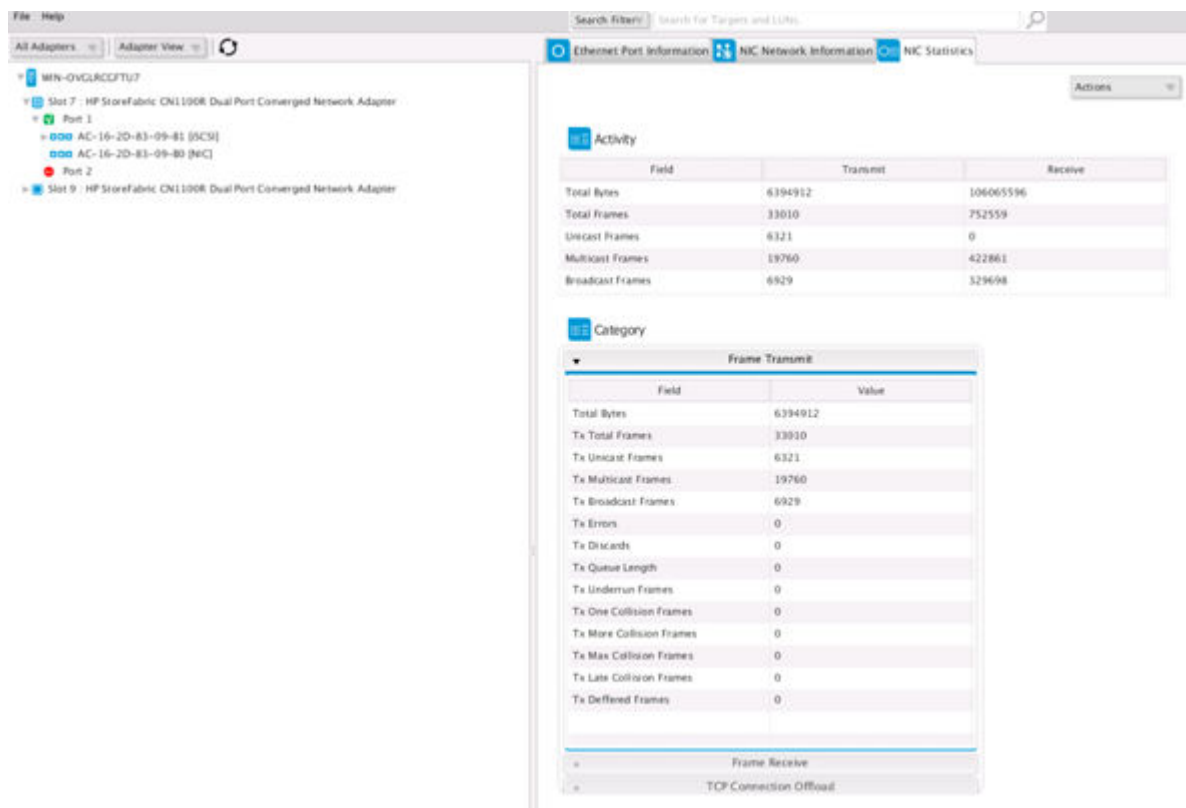 File Help
Search Filter: Search for Targets and LUNs.
All Adapters Adapter View
Ethernet Port Information NIC Network Information NIC Statistics
WIN-OVGLRCGFTU7
Actions
Slot 7 : HP StoreFabric CN1100R Dual Port Converged Network Adapter
Port 1
AC-16-2D-83-09-81 [iSCSI]
AC-16-2D-83-09-80 [NIC]
Port 2
Slot 9 : HP StoreFabric CN1100R Dual Port Converged Network Adapter
Activity
Field Transmit Receive
Total Bytes 6394912 106065596
Total Frames 33010 752559
Unicast Frames 6321 0
Multicast Frames 19760 422861
Broadcast Frames 6929 329698
Category
Frame Transmit
Field Value
Total Bytes 6394912
Tx Total Frames 33010
Tx Unicast Frames 6321
Tx Multicast Frames 19760
Tx Broadcast Frames 6929
Tx Errors 0
Tx Discards 0
Tx Queue Length 0
Tx Underrun Frames 0
Tx One Collision Frames 0
Tx More Collision Frames 0
Tx Max Collision Frames 0
Tx Late Collision Frames 0
Tx Deffered Frames 0
Frame Receive
TCP Connection Offload